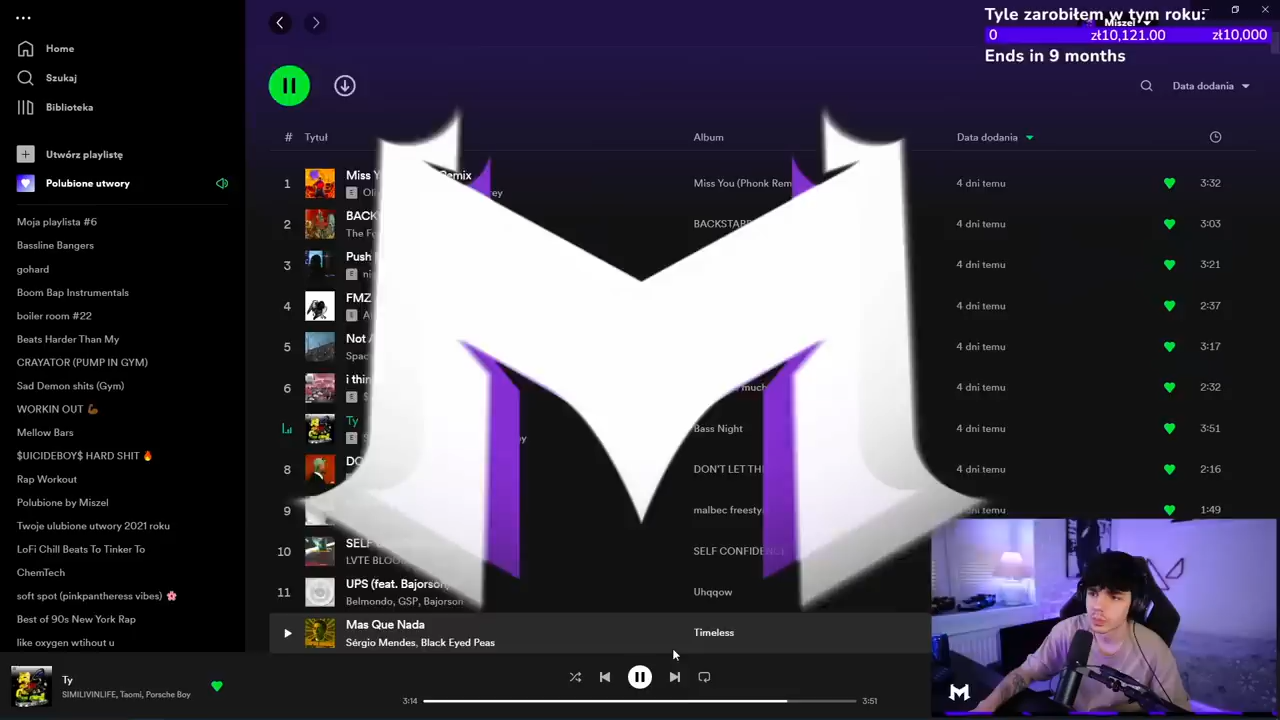 Tyle zarobiłem w tym roku:
0 zł10,121.00 zł10,000
Ends in 9 months
Miszel
Home
Szukaj
Biblioteka
Utwórz playlistę
Polubione utwory
Moja playlista #6
Bassline Bangers
gohard
Boom Bap Instrumentals
boiler room #22
Beats Harder Than My
CRAYATOR (PUMP IN GYM)
Sad Demon shits (Gym)
WORKIN OUT 💪🏾
Mellow Bars
$UICIDEBOY$ HARD SHIT 🔥
Rap Workout
Polubione by Miszel
Twoje ulubione utwory 2021 roku
LoFi Chill Beats To Tinker To
ChemTech
soft spot (pinkpantheress vibes) 🌸
Best of 90s New York Rap
like oxygen wtihout u
Data dodania
# Tytuł Album Data dodania
1 Miss Remix Miss You (Phonk 4 dni temu 3:32
E
2 4 dni temu 3:03
The
3 Push 4 dni temu 3:21
E
4 FMZ 4 dni temu 2:37
E
5 Not 4 dni temu 3:17
6 i much 4 dni temu 2:32
E
Ty Bass Night 4 dni temu 3:51
E
8 DON'T LET 4 dni temu 2:16
9 malbec dni temu 1:49
10 SELF SELF
LVTE
11 UPS (feat. Bajorson Uhqqow
Belmondo, GSP, Bajorson
Mas Que Nada Timeless
Sérgio Mendes, Black Eyed Peas
Ty
SIMILIVINLIFE, Taomi, Porsche Boy
3:14 3:51